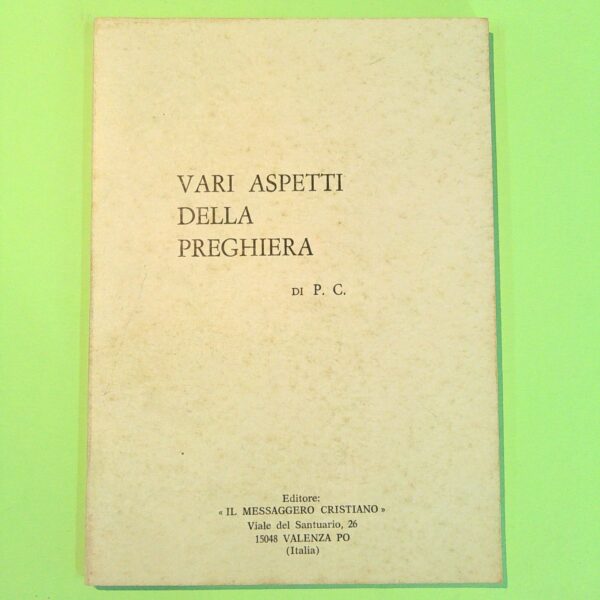 VARI ASPETTI
DELLA
PREGHIERA
DI P. C.
Editore:
« IL MESSAGGERO CRISTIANO »
Viale del Santuario, 26
15048 VALENZA PO
(Italia)